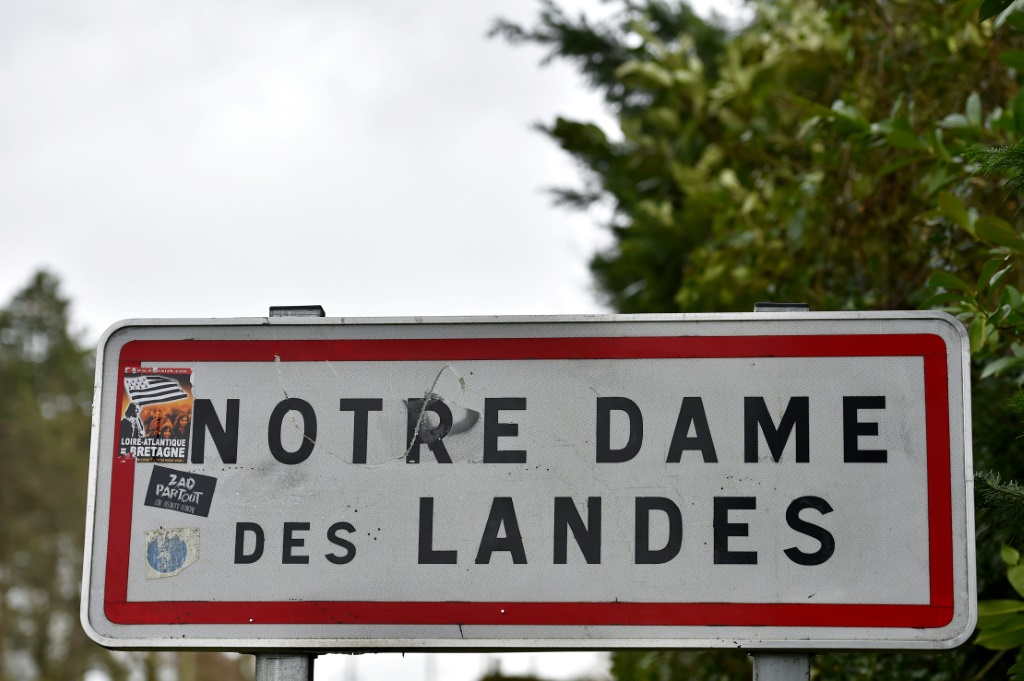 NOTRE DAME
DES LANDES
LOIRE-ATLANTIQUE
= BRETAGNE
ZAD
PARTOUT